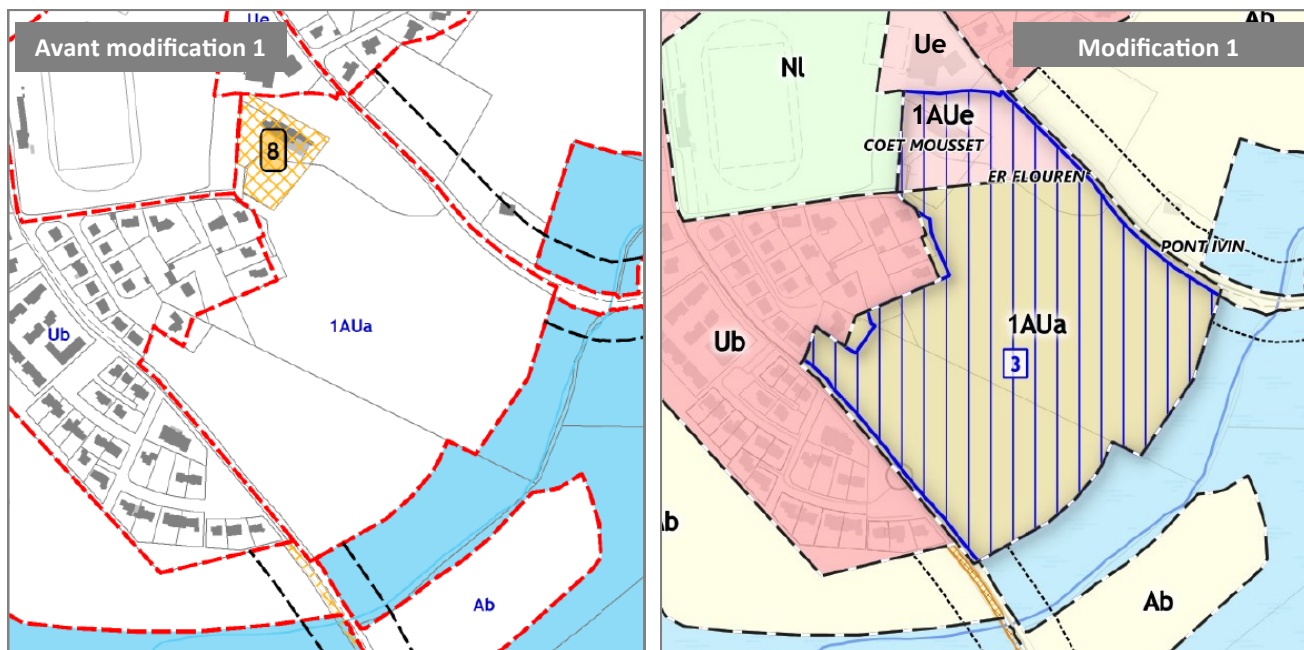 Avant modification 1
Ue
8
1AUa
Ub
Ab
Modification 1
Ab
Ue
Nl
1AUe
COET MOUSSET
ER ELOUREN
PONT IVIN
1AUa
Ub
3
Ab
Ab